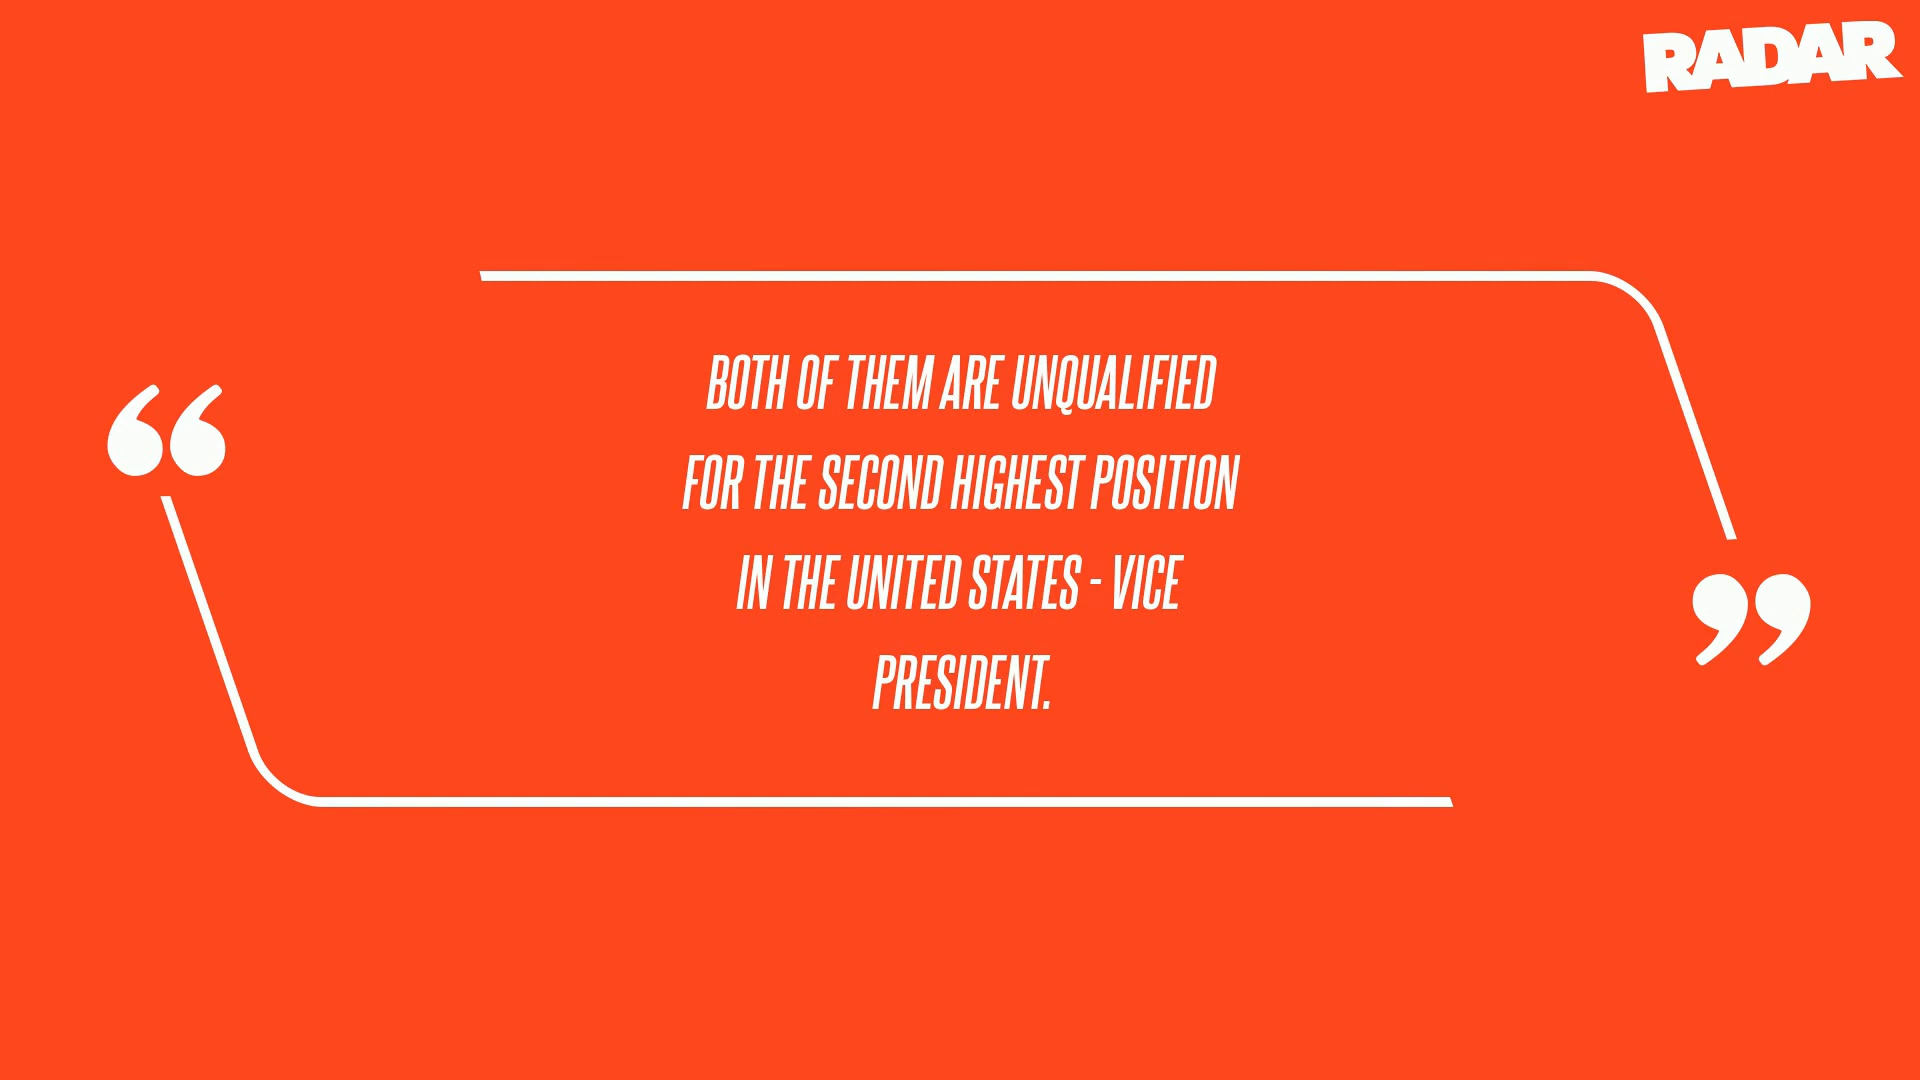 RADAR
“
BOTH OF THEM ARE UNQUALIFIED
FOR THE SECOND HIGHEST POSITION
IN THE UNITED STATES - VICE
PRESIDENT.
”